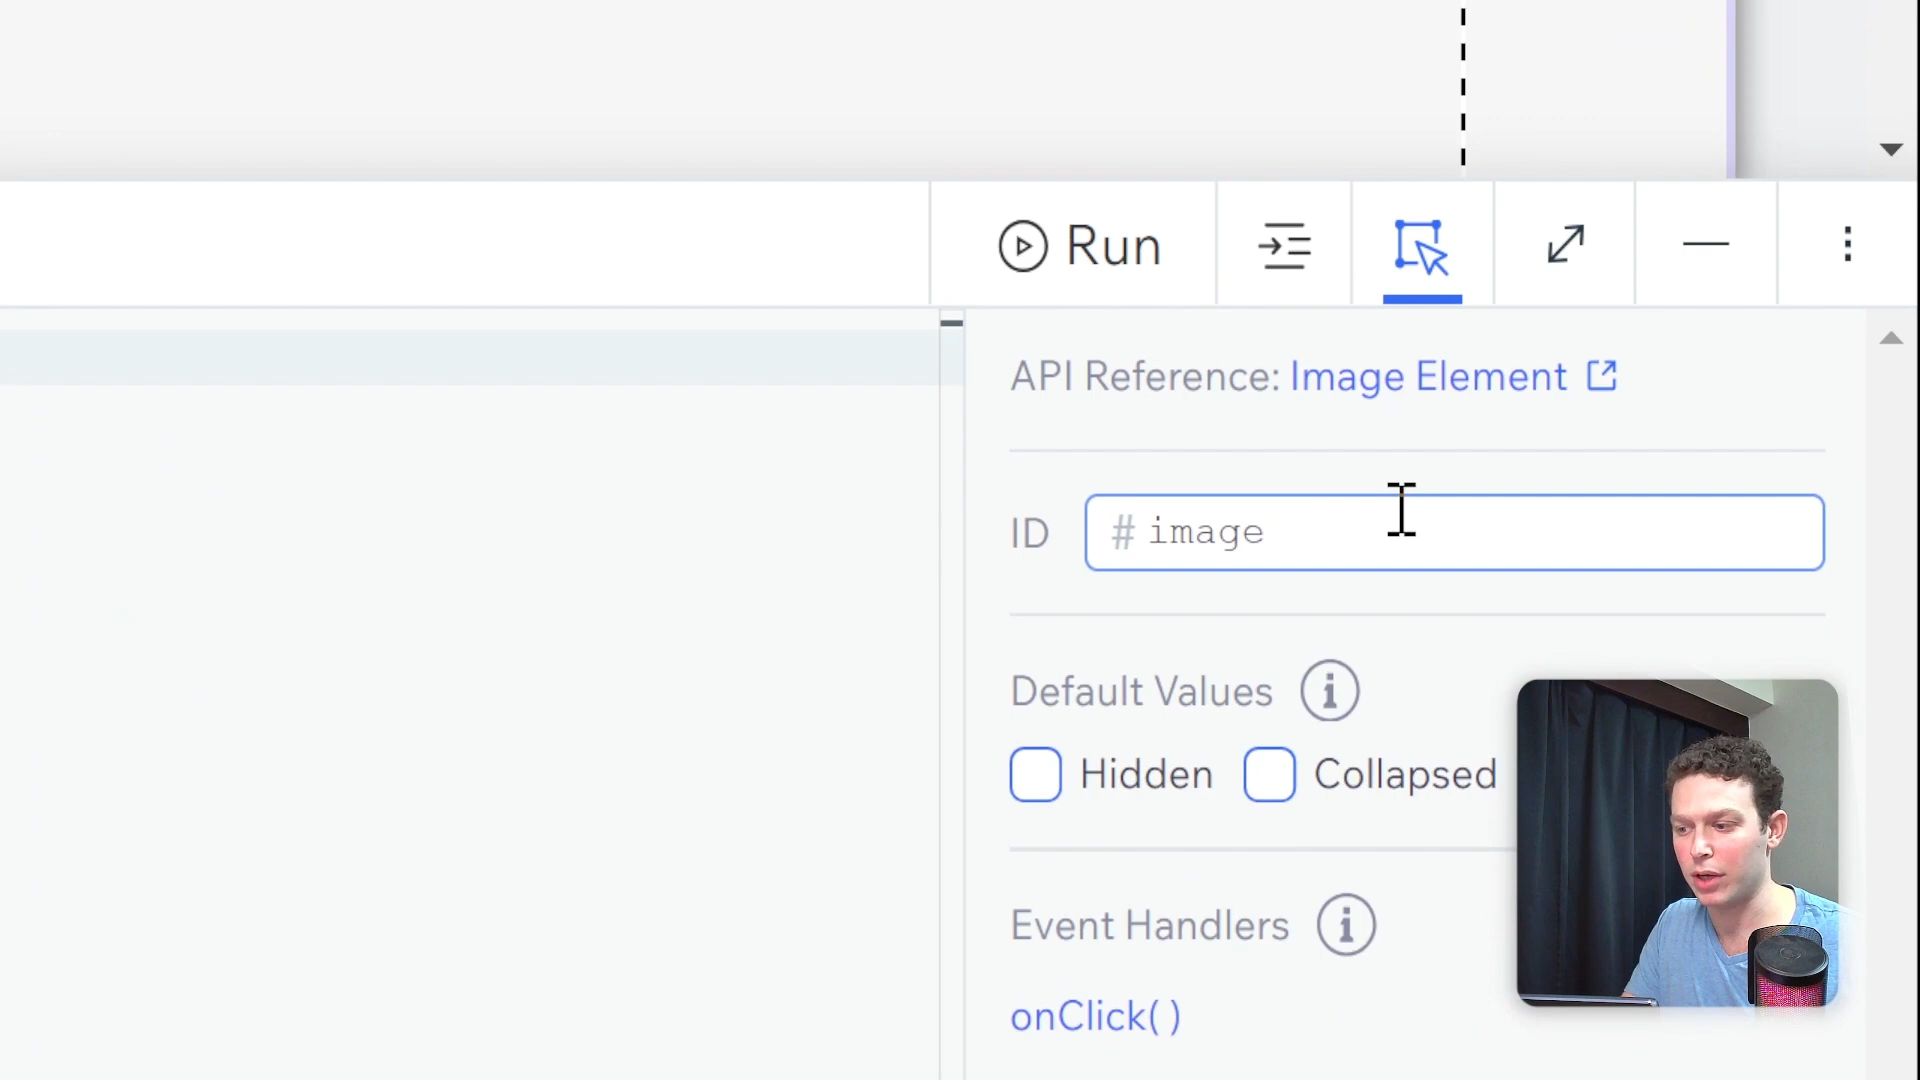 Run
API Reference: Image Element
ID # image
Default Values
Hidden Collapsed
Event Handlers
onClick( )